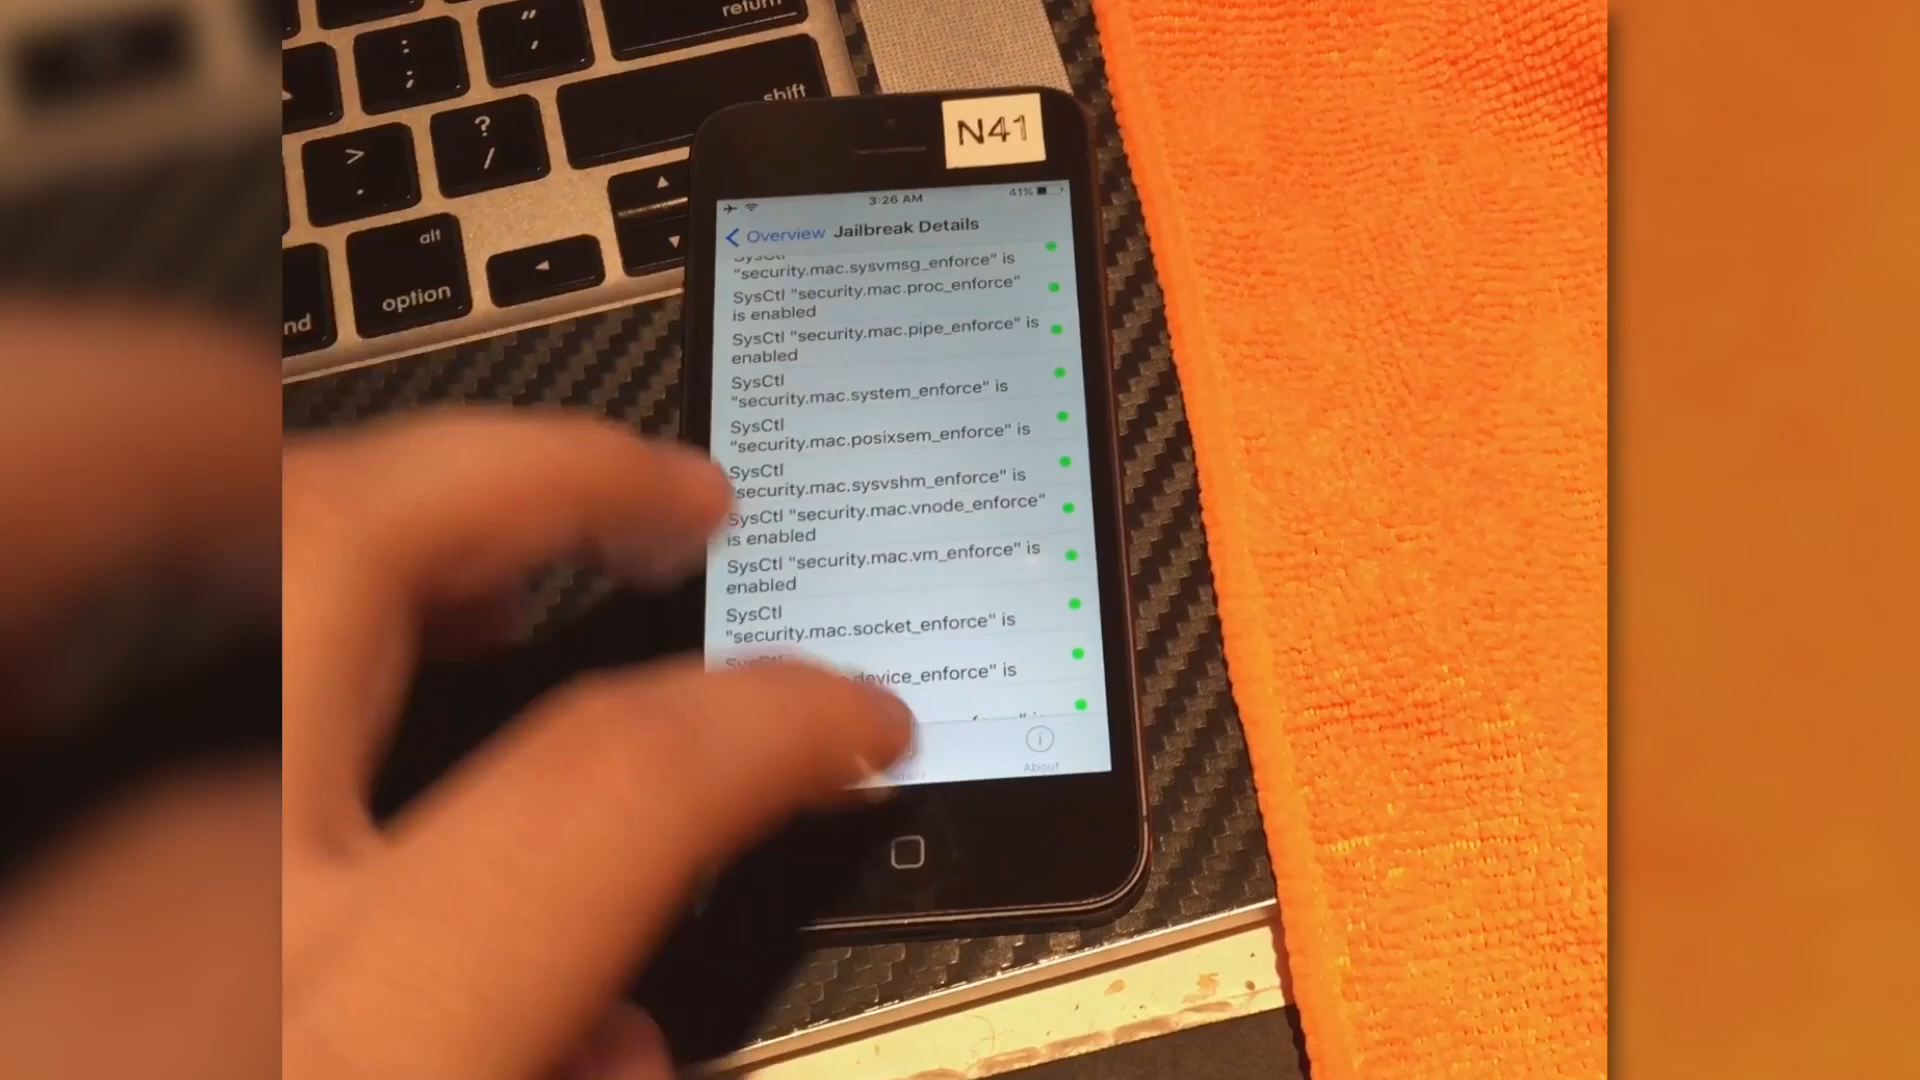 return
" ,
: ;
shift
? /
> .
alt
option
nd
N41
3:26 AM
41%
Overview Jailbreak Details
"security.mac.sysvmsg_enforce" is
SysCtl "security.mac.proc_enforce"
is enabled
SysCtl "security.mac.pipe_enforce" is
enabled
SysCtl
"security.mac.system_enforce" is
SysCtl
"security.mac.posixsem_enforce" is
SysCtl
"security.mac.sysvshm_enforce" is
SysCtl "security.mac.vnode_enforce"
is enabled
SysCtl "security.mac.vm_enforce" is
enabled
SysCtl
"security.mac.socket_enforce" is
device_enforce" is
About